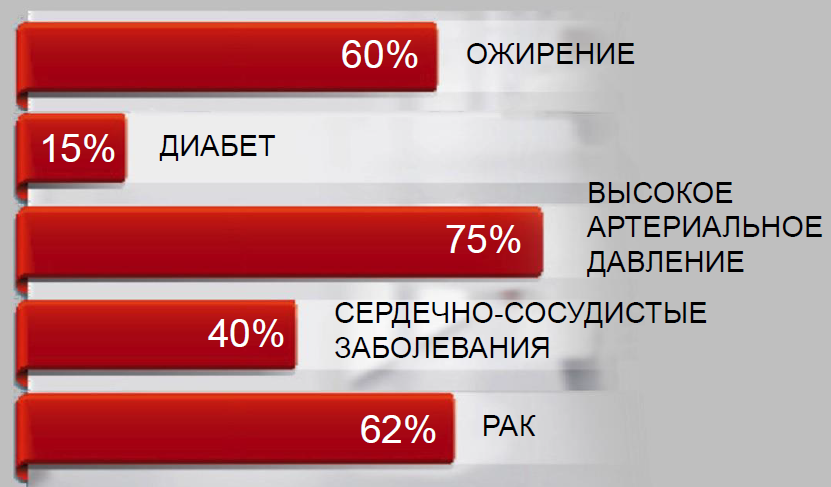 60% ОЖИРЕНИЕ
15% ДИАБЕТ
ВЫСОКОЕ
75% АРТЕРИАЛЬНОЕ
ДАВЛЕНИЕ
40% СЕРДЕЧНО-СОСУДИСТЫЕ
ЗАБОЛЕВАНИЯ
62% РАК